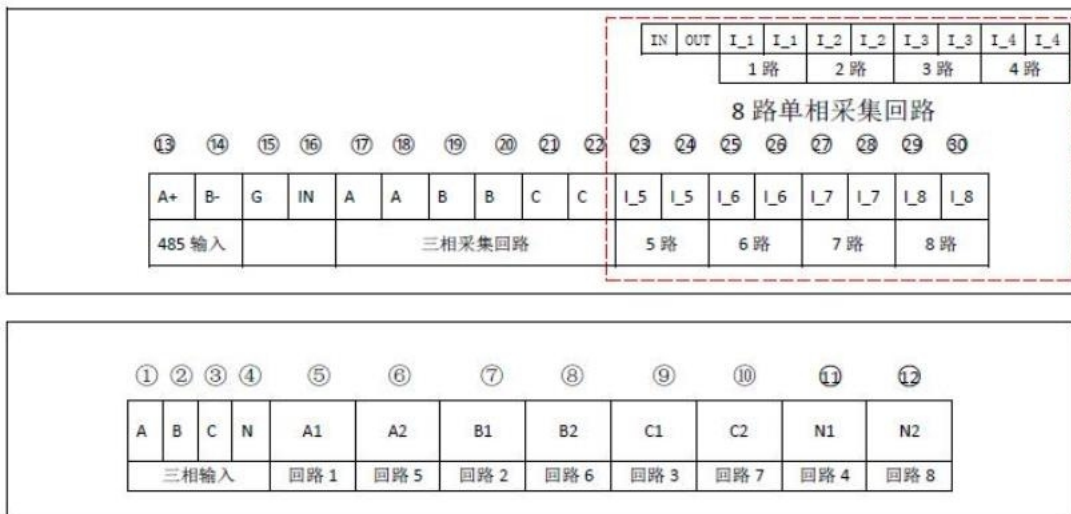 IN OUT I_1 I_1 I_2 I_2 I_3 I_3 I_4 I_4
1 路 2 路 3 路 4 路
8 路单相采集回路
⑬ ⑭ ⑮ ⑯ ⑰ ⑱ ⑲ ⑳ ㉑ ㉒ ㉓ ㉔ ㉕ ㉖ ㉗ ㉘ ㉙ ㉚
A+ B- G IN A A B B C C I_5 I_5 I_6 I_6 I_7 I_7 I_8 I_8
485 输入 三相采集回路 5 路 6 路 7 路 8 路
① ② ③ ④ ⑤ ⑥ ⑦ ⑧ ⑨ ⑩ ⑪ ⑫
A B C N A1 A2 B1 B2 C1 C2 N1 N2
三相输入 回路 1 回路 5 回路 2 回路 6 回路 3 回路 7 回路 4 回路 8